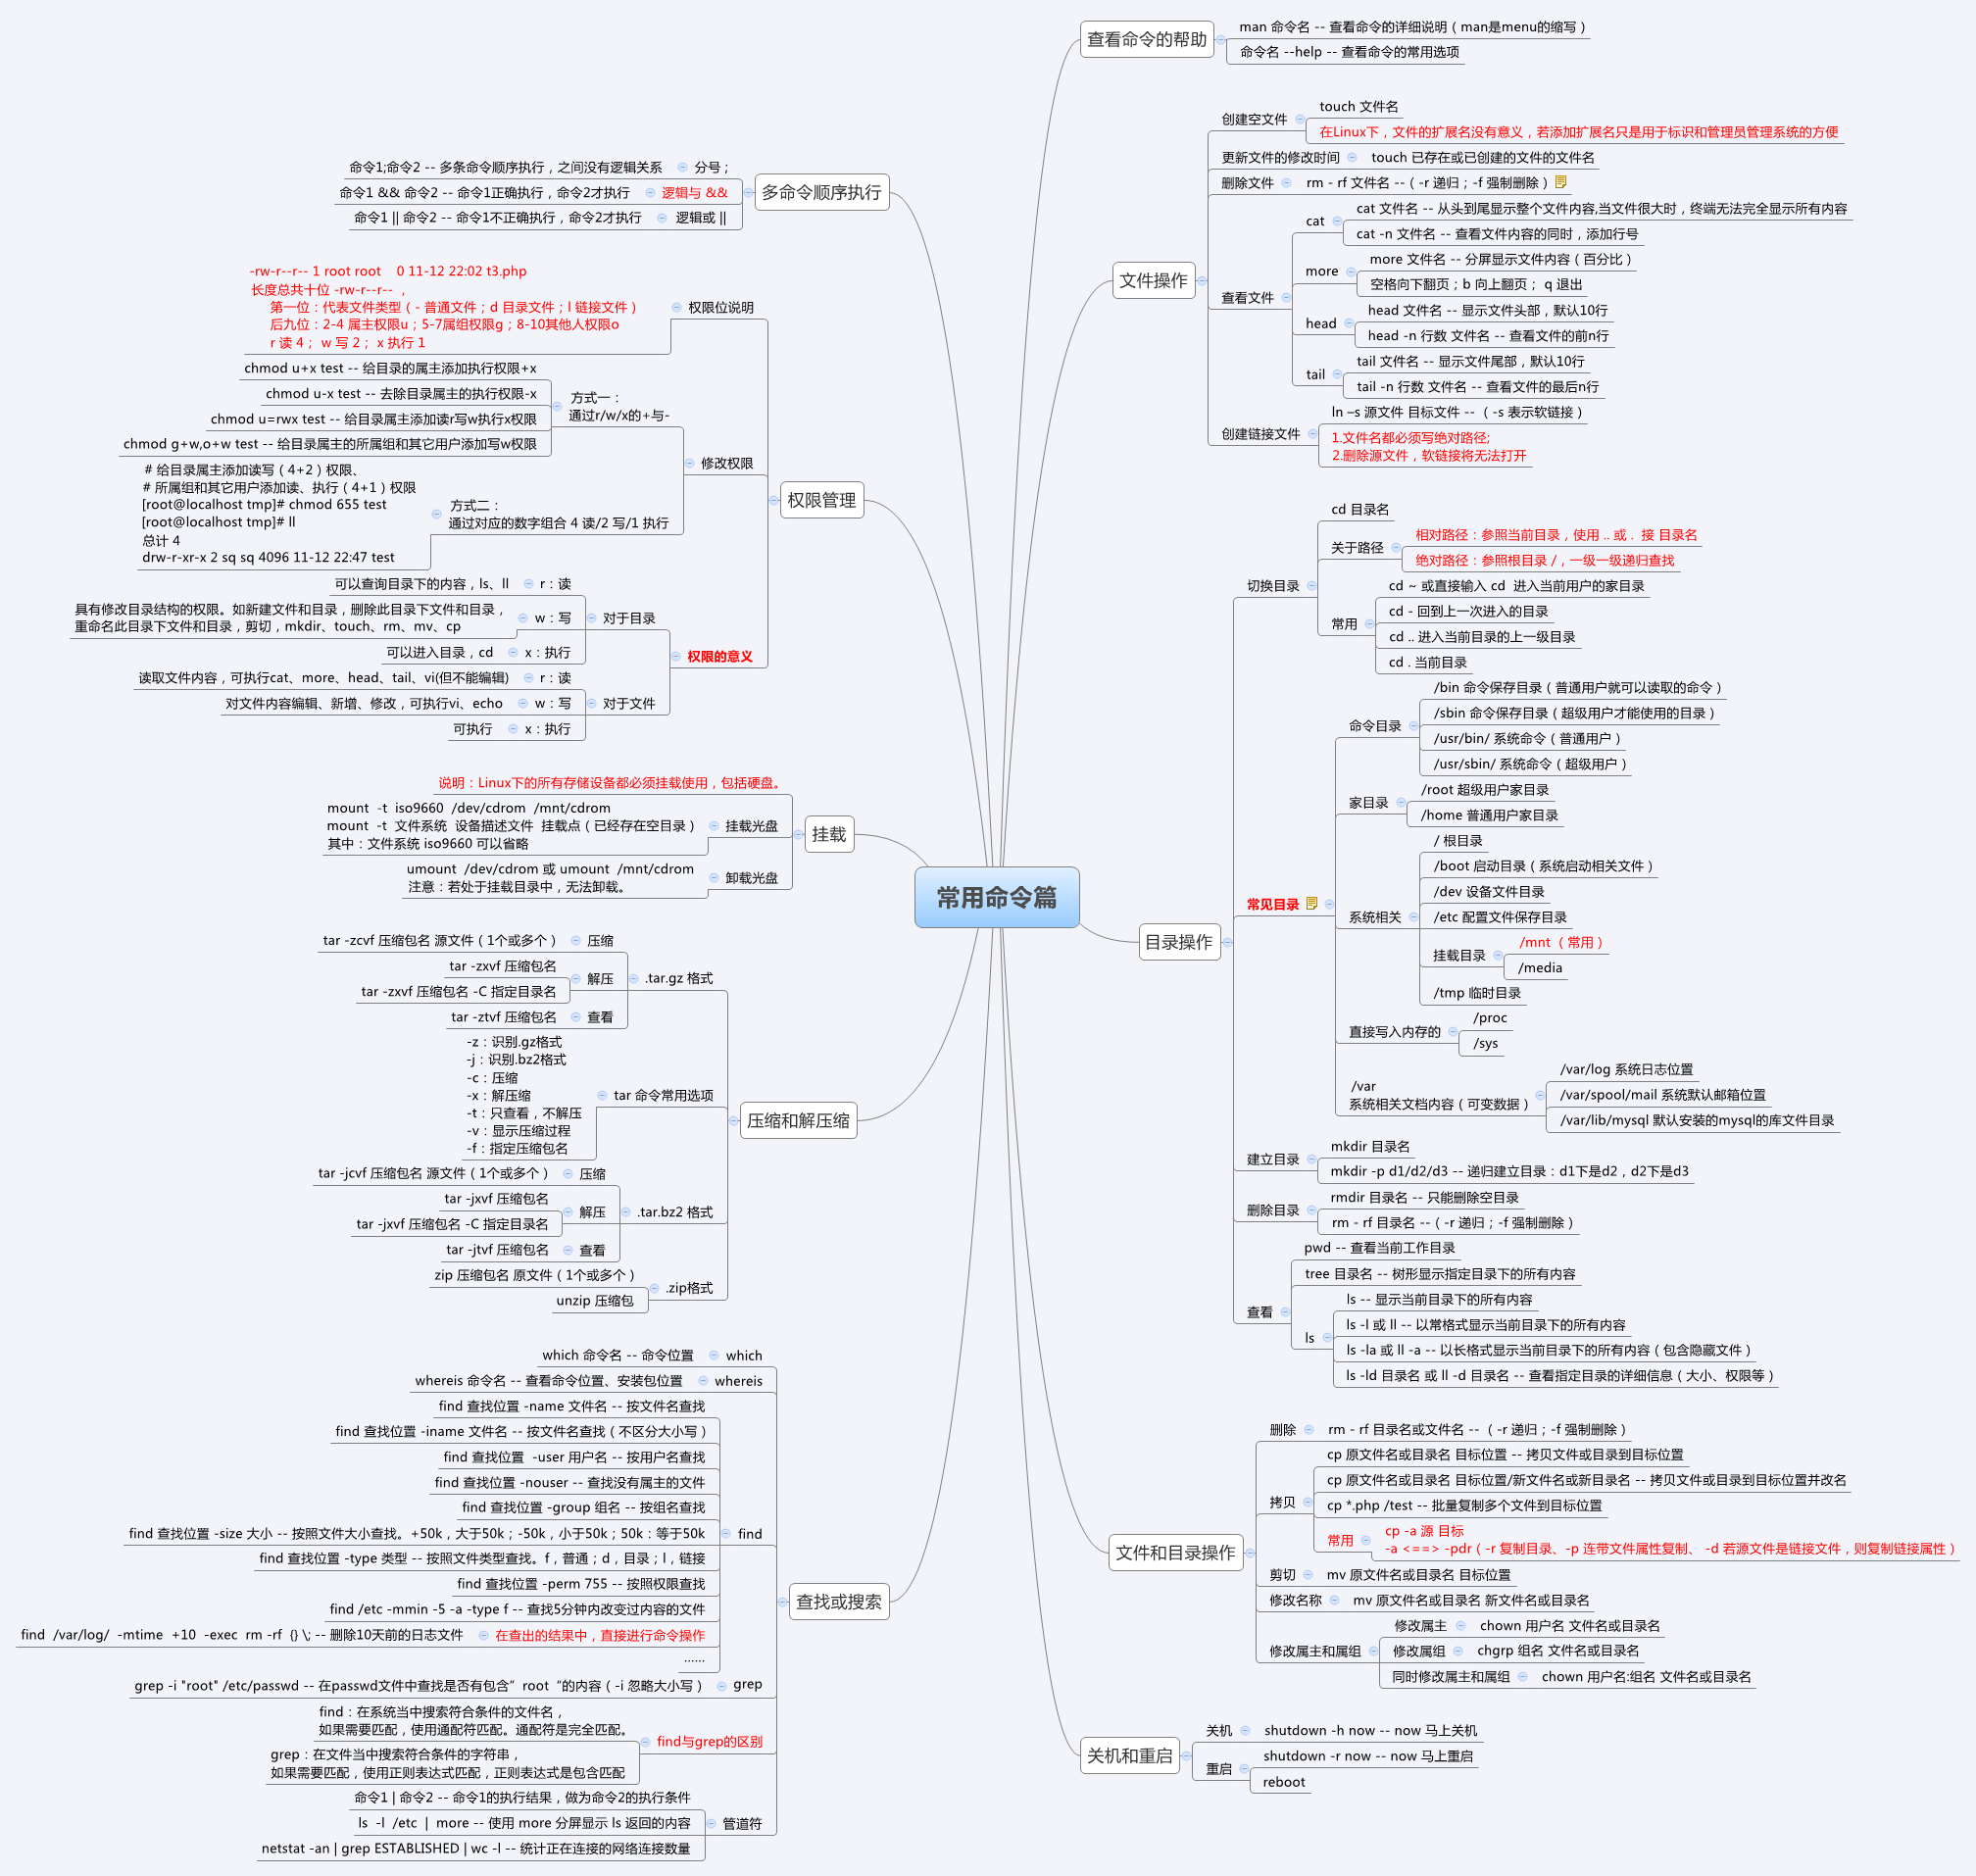 常用命令篇
查看命令的帮助
man 命令名 -- 查看命令的详细说明（man是menu的缩写）
命令名 --help -- 查看命令的常用选项
文件操作
创建空文件
touch 文件名
在Linux下，文件的扩展名没有意义，若添加扩展名只是用于标识和管理员管理系统的方便
更新文件的修改时间
touch 已存在或已创建的文件的文件名
删除文件
rm - rf 文件名 --（ -r 递归；-f 强制删除）
查看文件
cat
cat 文件名 -- 从头到尾显示整个文件内容,当文件很大时，终端无法完全显示所有内容
cat -n 文件名 -- 查看文件内容的同时，添加行号
more
more 文件名 -- 分屏显示文件内容（百分比）
空格向下翻页；b 向上翻页； q 退出
head
head 文件名 -- 显示文件头部，默认10行
head -n 行数 文件名 -- 查看文件的前n行
tail
tail 文件名 -- 显示文件尾部，默认10行
tail -n 行数 文件名 -- 查看文件的最后n行
创建链接文件
ln –s 源文件 目标文件 -- （ -s 表示软链接）
1.文件名都必须写绝对路径;
2.删除源文件，软链接将无法打开
目录操作
切换目录
cd 目录名
关于路径
相对路径：参照当前目录，使用 .. 或 . 接 目录名
绝对路径：参照根目录 /，一级一级递归查找
常用
cd ~ 或直接输入 cd 进入当前用户的家目录
cd - 回到上一次进入的目录
cd .. 进入当前目录的上一级目录
cd . 当前目录
常见目录
命令目录
/bin 命令保存目录（普通用户就可以读取的命令）
/sbin 命令保存目录（超级用户才能使用的目录）
/usr/bin/ 系统命令（普通用户）
/usr/sbin/ 系统命令（超级用户）
家目录
/root 超级用户家目录
/home 普通用户家目录
系统相关
/ 根目录
/boot 启动目录（系统启动相关文件）
/dev 设备文件目录
/etc 配置文件保存目录
挂载目录
/mnt （常用）
/media
/tmp 临时目录
直接写入内存的
/proc
/sys
/var
系统相关文档内容（可变数据）
/var/log 系统日志位置
/var/spool/mail 系统默认邮箱位置
/var/lib/mysql 默认安装的mysql的库文件目录
建立目录
mkdir 目录名
mkdir -p d1/d2/d3 -- 递归建立目录：d1下是d2，d2下是d3
删除目录
rmdir 目录名 -- 只能删除空目录
rm - rf 目录名 --（ -r 递归；-f 强制删除）
查看
pwd -- 查看当前工作目录
tree 目录名 -- 树形显示指定目录下的所有内容
ls
ls -- 显示当前目录下的所有内容
ls -l 或 ll -- 以常格式显示当前目录下的所有内容
ls -la 或 ll -a -- 以长格式显示当前目录下的所有内容（包含隐藏文件）
ls -ld 目录名 或 ll -d 目录名 -- 查看指定目录的详细信息（大小、权限等）
文件和目录操作
删除
rm - rf 目录名或文件名 -- （ -r 递归；-f 强制删除）
拷贝
cp 原文件名或目录名 目标位置 -- 拷贝文件或目录到目标位置
cp 原文件名或目录名 目标位置/新文件名或新目录名 -- 拷贝文件或目录到目标位置并改名
cp *.php /test -- 批量复制多个文件到目标位置
常用
cp -a 源 目标
-a <==> -pdr（ -r 复制目录、-p 连带文件属性复制、 -d 若源文件是链接文件，则复制链接属性）
剪切
mv 原文件名或目录名 目标位置
修改名称
mv 原文件名或目录名 新文件名或目录名
修改属主和属组
修改属主
chown 用户名 文件名或目录名
修改属组
chgrp 组名 文件名或目录名
同时修改属主和属组
chown 用户名:组名 文件名或目录名
关机和重启
关机
shutdown -h now -- now 马上关机
重启
shutdown -r now -- now 马上重启
reboot
多命令顺序执行
分号；
命令1;命令2 -- 多条命令顺序执行，之间没有逻辑关系
逻辑与 &&
命令1 && 命令2 -- 命令1正确执行，命令2才执行
逻辑或 ||
命令1 || 命令2 -- 命令1不正确执行，命令2才执行
权限管理
权限位说明
-rw-r--r-- 1 root root 0 11-12 22:02 t3.php
长度总共十位 -rw-r--r-- ，
第一位：代表文件类型（ - 普通文件；d 目录文件；l 链接文件）
后九位：2-4 属主权限u；5-7属组权限g；8-10其他人权限o
r 读 4； w 写 2； x 执行 1
修改权限
方式一：
通过r/w/x的+与-
chmod u+x test -- 给目录的属主添加执行权限+x
chmod u-x test -- 去除目录属主的执行权限-x
chmod u=rwx test -- 给目录属主添加读r写w执行x权限
chmod g+w,o+w test -- 给目录属主的所属组和其它用户添加写w权限
方式二：
通过对应的数字组合 4 读/2 写/1 执行
# 给目录属主添加读写（4+2）权限、
# 所属组和其它用户添加读、执行（4+1）权限
[root@localhost tmp]# chmod 655 test
[root@localhost tmp]# ll
总计 4
drw-r-xr-x 2 sq sq 4096 11-12 22:47 test
权限的意义
对于目录
r：读
可以查询目录下的内容，ls、ll
w：写
具有修改目录结构的权限。如新建文件和目录，删除此目录下文件和目录，
重命名此目录下文件和目录，剪切，mkdir、touch、rm、mv、cp
x：执行
可以进入目录，cd
对于文件
r：读
读取文件内容，可执行cat、more、head、tail、vi(但不能编辑)
w：写
对文件内容编辑、新增、修改，可执行vi、echo
x：执行
可执行
挂载
说明：Linux下的所有存储设备都必须挂载使用，包括硬盘。
挂载光盘
mount -t iso9660 /dev/cdrom /mnt/cdrom
mount -t 文件系统 设备描述文件 挂载点（已经存在空目录）
其中：文件系统 iso9660 可以省略
卸载光盘
umount /dev/cdrom 或 umount /mnt/cdrom
注意：若处于挂载目录中，无法卸载。
压缩和解压缩
.tar.gz 格式
压缩
tar -zcvf 压缩包名 源文件（1个或多个）
解压
tar -zxvf 压缩包名
tar -zxvf 压缩包名 -C 指定目录名
查看
tar -ztvf 压缩包名
tar 命令常用选项
-z：识别.gz格式
-j：识别.bz2格式
-c：压缩
-x：解压缩
-t：只查看，不解压
-v：显示压缩过程
-f：指定压缩包名
.tar.bz2 格式
压缩
tar -jcvf 压缩包名 源文件（1个或多个）
解压
tar -jxvf 压缩包名
tar -jxvf 压缩包名 -C 指定目录名
查看
tar -jtvf 压缩包名
.zip格式
zip 压缩包名 原文件（1个或多个）
unzip 压缩包
查找或搜索
which
which 命令名 -- 命令位置
whereis
whereis 命令名 -- 查看命令位置、安装包位置
find
find 查找位置 -name 文件名 -- 按文件名查找
find 查找位置 -iname 文件名 -- 按文件名查找（不区分大小写）
find 查找位置 -user 用户名 -- 按用户名查找
find 查找位置 -nouser -- 查找没有属主的文件
find 查找位置 -group 组名 -- 按组名查找
find 查找位置 -size 大小 -- 按照文件大小查找。+50k，大于50k；-50k，小于50k；50k：等于50k
find 查找位置 -type 类型 -- 按照文件类型查找。f，普通；d，目录；l，链接
find 查找位置 -perm 755 -- 按照权限查找
find /etc -mmin -5 -a -type f -- 查找5分钟内改变过内容的文件
在查出的结果中，直接进行命令操作
find /var/log/ -mtime +10 -exec rm -rf {} \; -- 删除10天前的日志文件
......
grep
grep -i "root" /etc/passwd -- 在passwd文件中查找是否有包含”root“的内容（ -i 忽略大小写）
find与grep的区别
find：在系统当中搜索符合条件的文件名，
如果需要匹配，使用通配符匹配。通配符是完全匹配。
grep：在文件当中搜索符合条件的字符串，
如果需要匹配，使用正则表达式匹配，正则表达式是包含匹配
管道符
命令1 | 命令2 -- 命令1的执行结果，做为命令2的执行条件
ls -l /etc | more -- 使用 more 分屏显示 ls 返回的内容
netstat -an | grep ESTABLISHED | wc -l -- 统计正在连接的网络连接数量